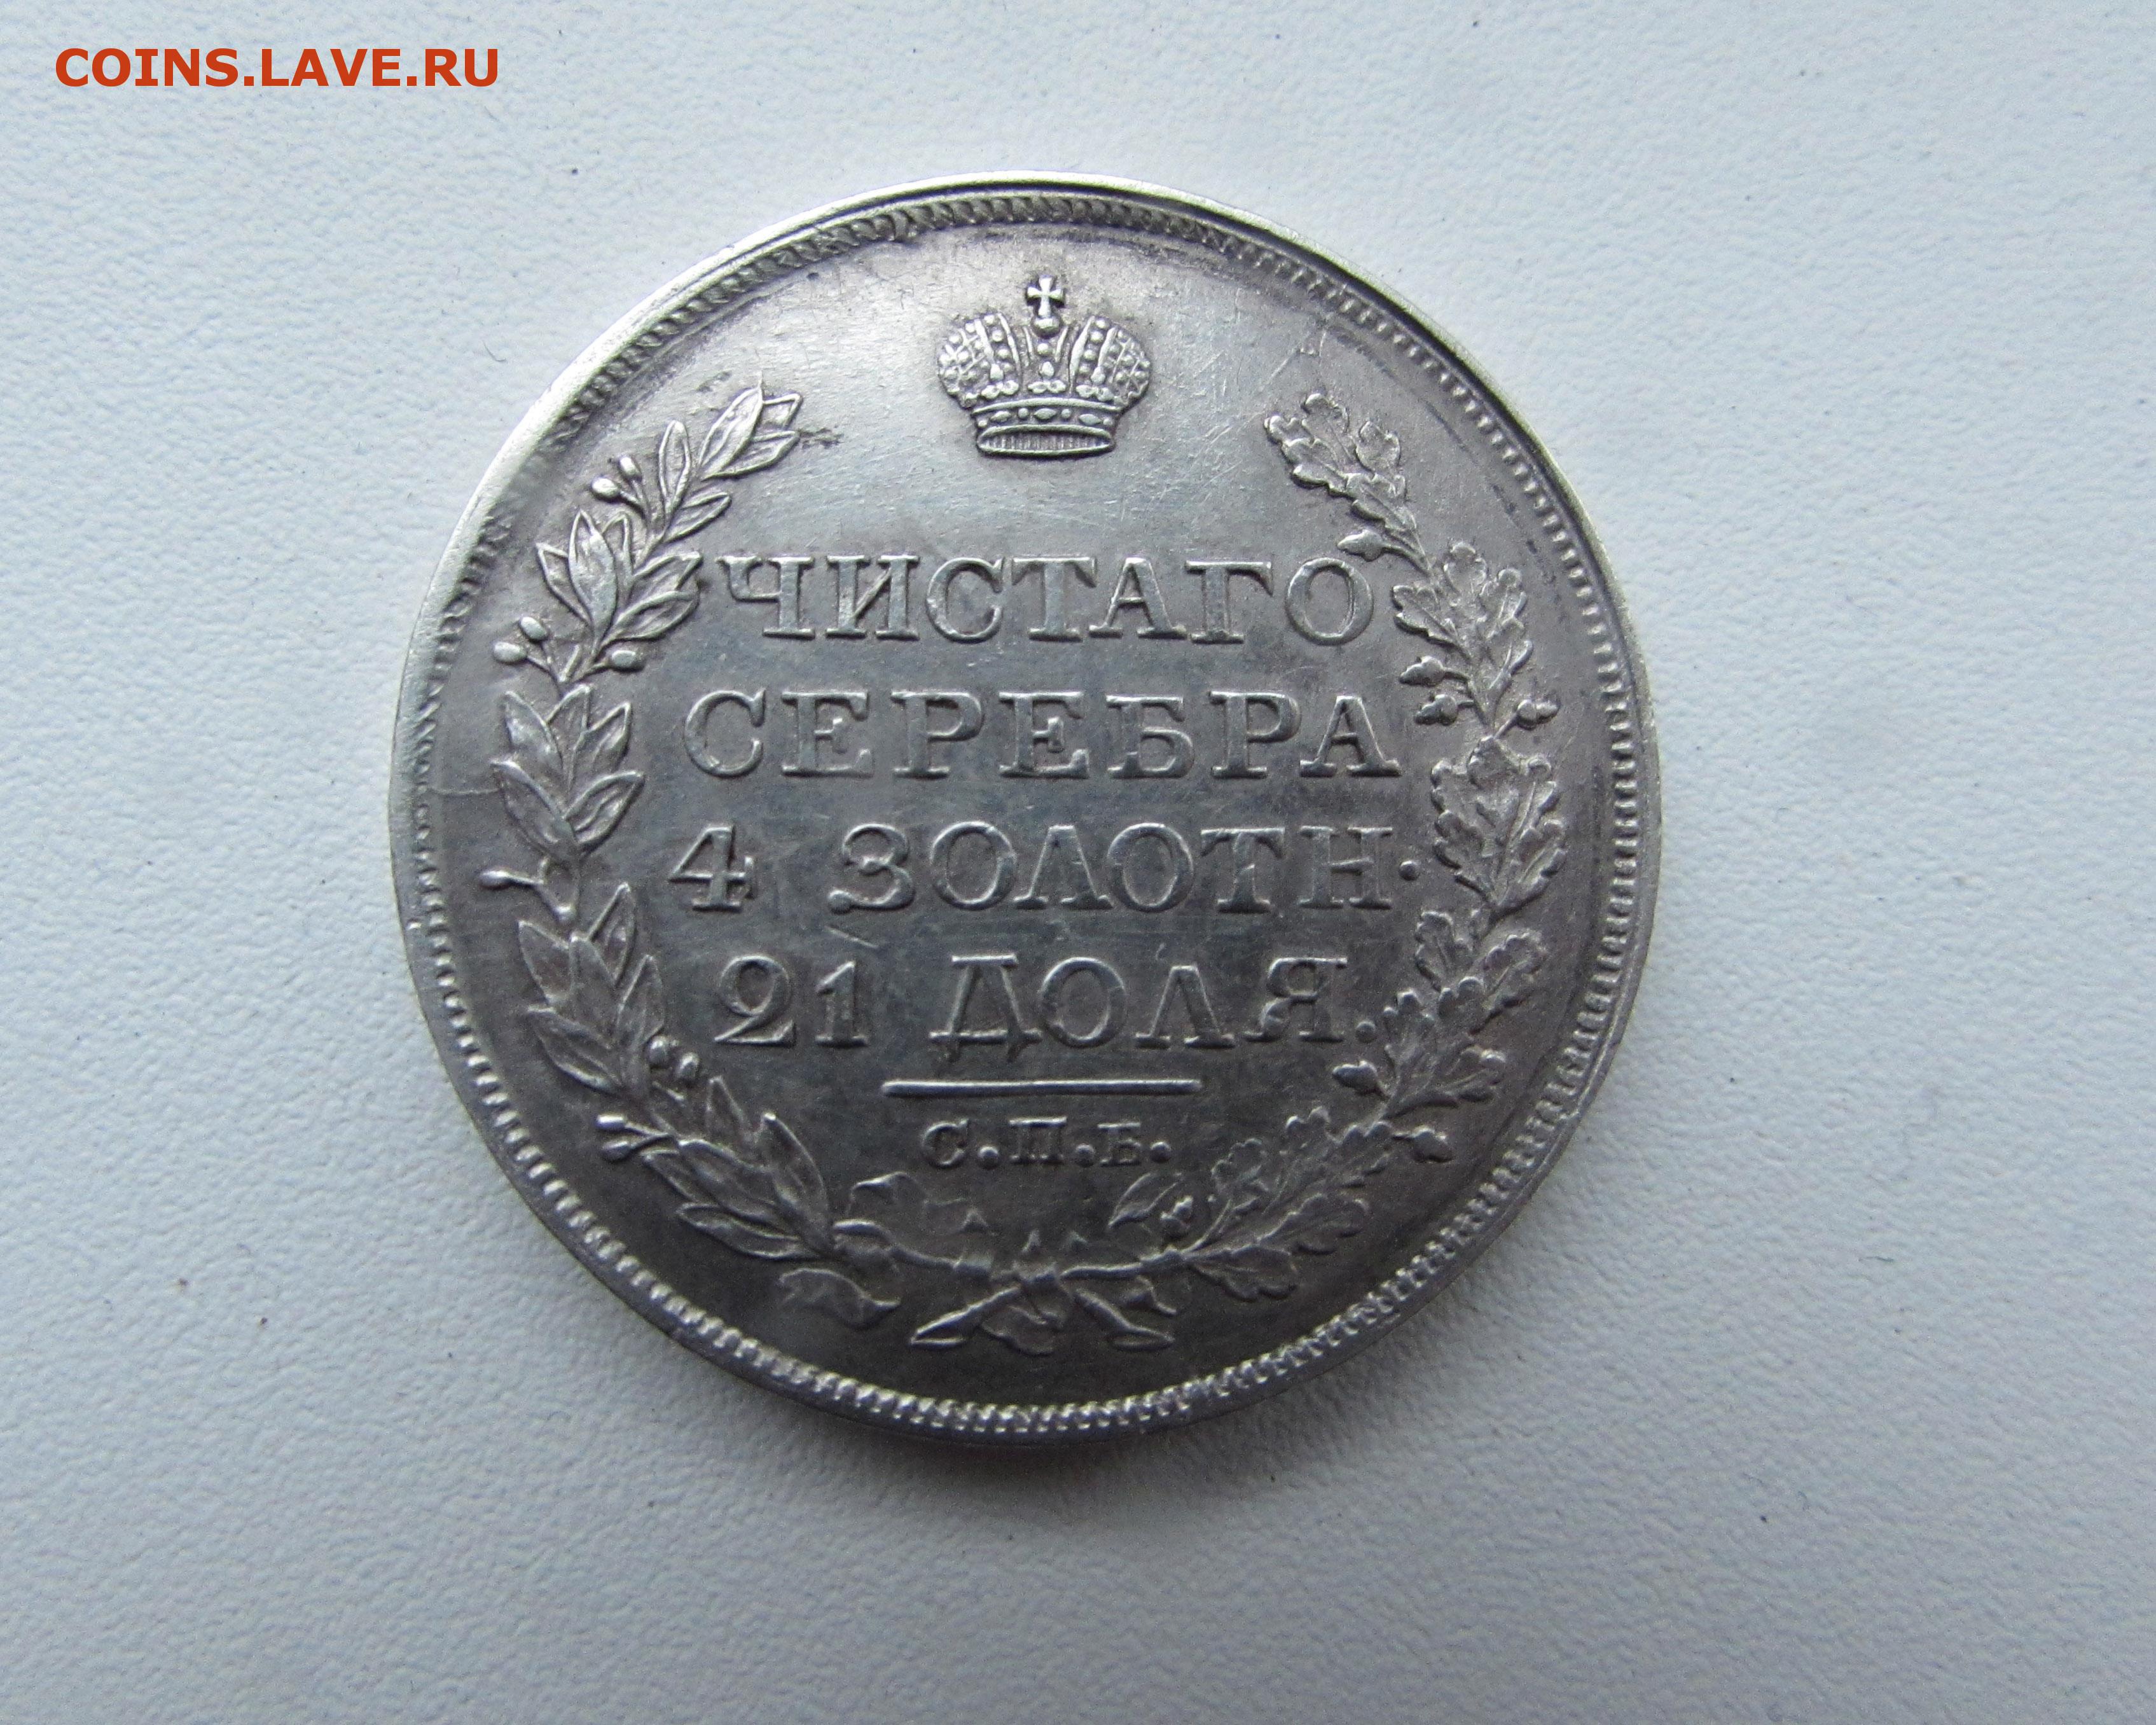 COINS.LAVE.RU
ЧИСТАГО
СЕРЕБРА
4 ЗОЛОТН.
21 ДОЛЯ.
С.П.Б.